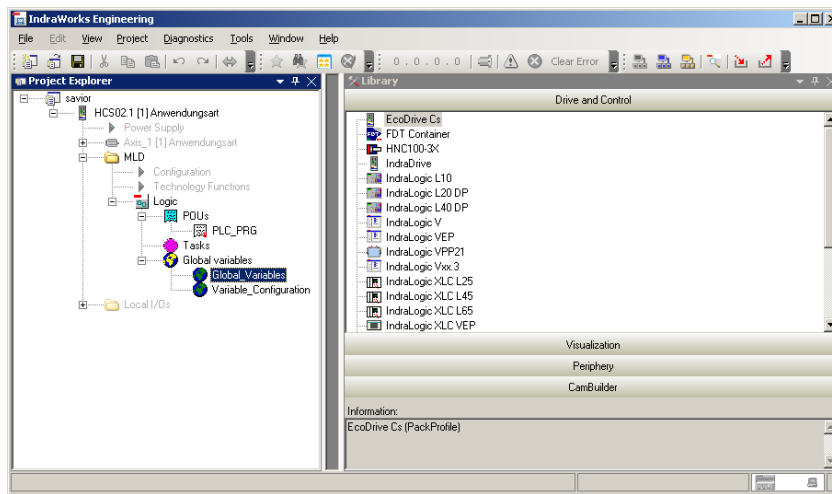 IndraWorks Engineering
File Edit View Project Diagnostics Tools Window Help
0 . 0 . 0 . 0 Clear Error
Project Explorer
savior
HCS02.1 [1] Anwendungsart
Power Supply
Axis_1 [1] Anwendungsart
MLD
Configuration
Technology Functions
Logic
POUs
PLC_PRG
Tasks
Global variables
Global_Variables
Variable_Configuration
Local I/Os
Library
Drive and Control
EcoDrive Cs
FDT Container
HNC100-3X
IndraDrive
IndraLogic L10
IndraLogic L20 DP
IndraLogic L40 DP
IndraLogic V
IndraLogic VEP
IndraLogic VPP21
IndraLogic Vxx.3
IndraLogic XLC L25
IndraLogic XLC L45
IndraLogic XLC L65
IndraLogic XLC VEP
Visualization
Periphery
CamBuilder
Information:
EcoDrive Cs (PackProfile)